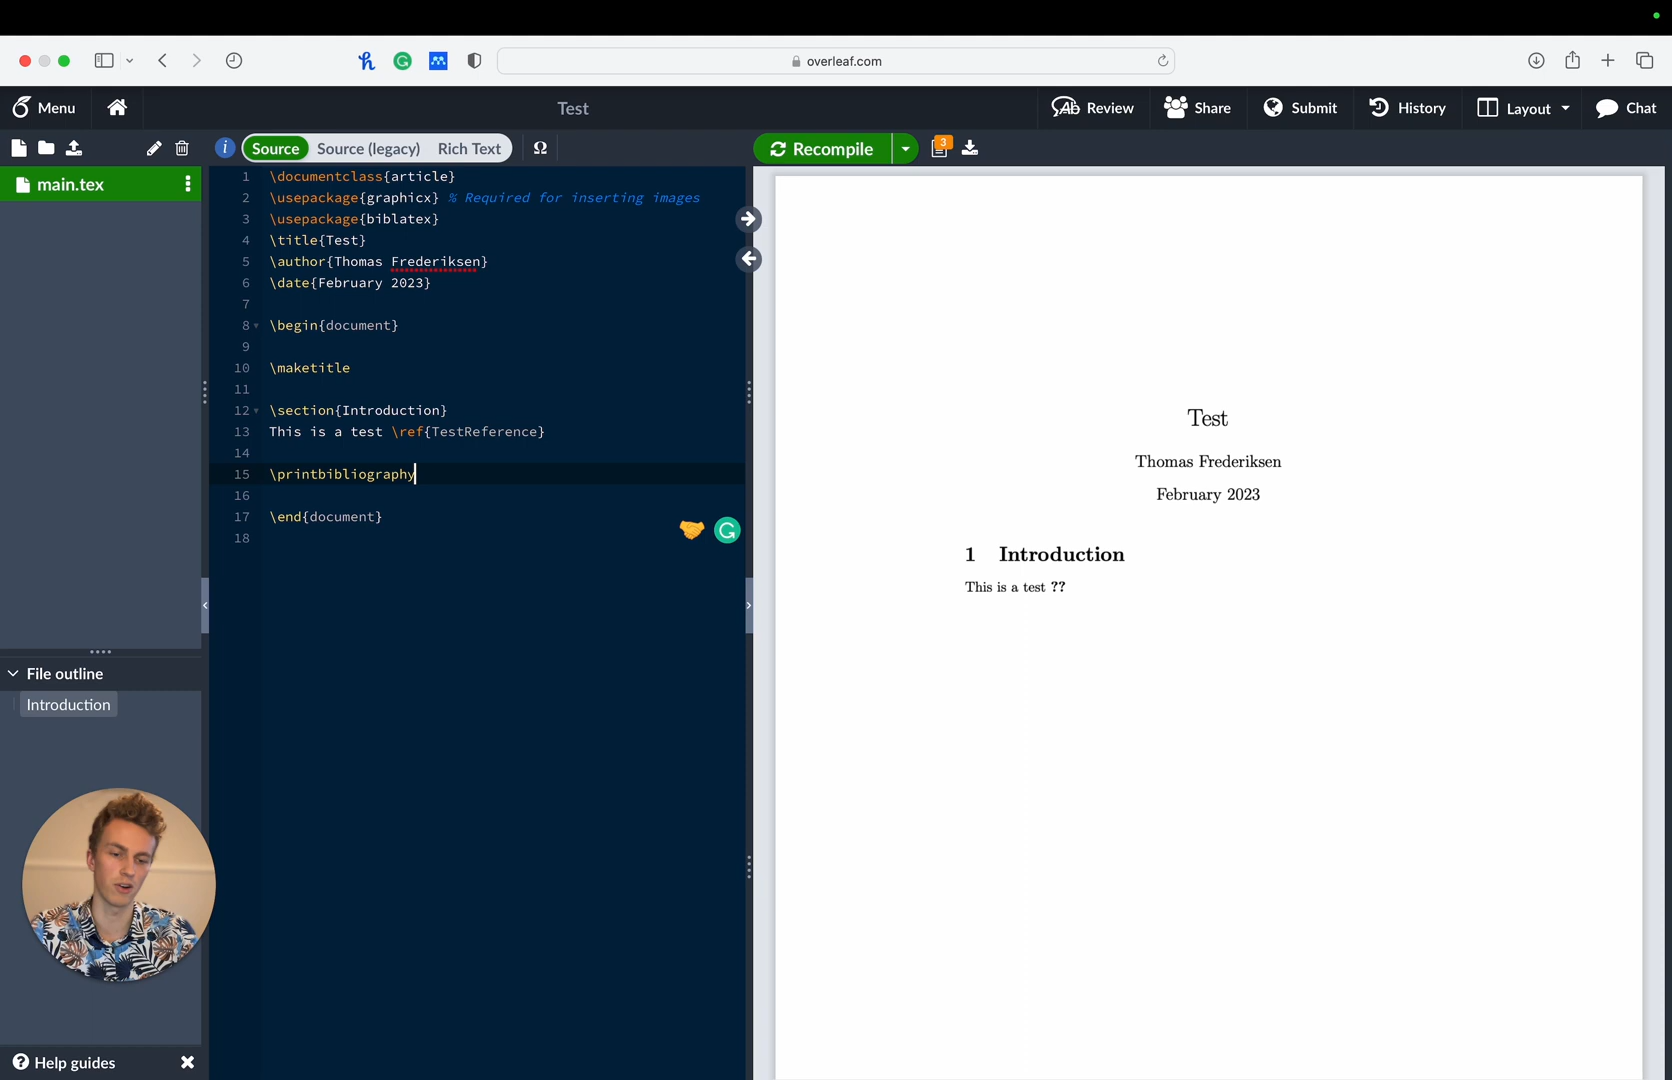 overleaf.com
Menu
Test
Review
Share
Submit
History
Layout
Chat
Source
Source (legacy)
Rich Text
Ω
Recompile
3
main.tex
1 \documentclass{article}
2 \usepackage{graphicx} % Required for inserting images
3 \usepackage{biblatex}
4 \title{Test}
5 \author{Thomas Frederiksen}
6 \date{February 2023}
7
8 \begin{document}
9
10 \maketitle
11
12 \section{Introduction}
13 This is a test \ref{TestReference}
14
15 \printbibliography
16
17 \end{document}
18
Test
Thomas Frederiksen
February 2023
1 Introduction
This is a test ??
File outline
Introduction
Help guides